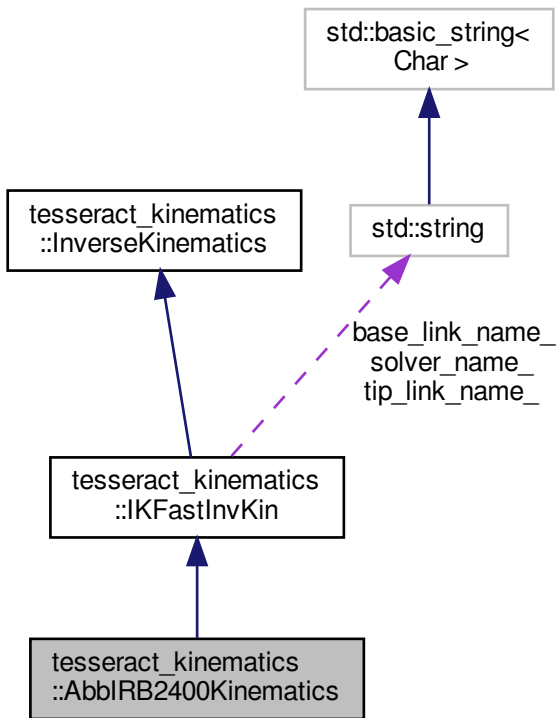 std::basic_string<
Char >
tesseract_kinematics
::InverseKinematics
std::string
base_link_name_
solver_name_
tip_link_name_
tesseract_kinematics
::IKFastInvKin
tesseract_kinematics
::AbbIRB2400Kinematics